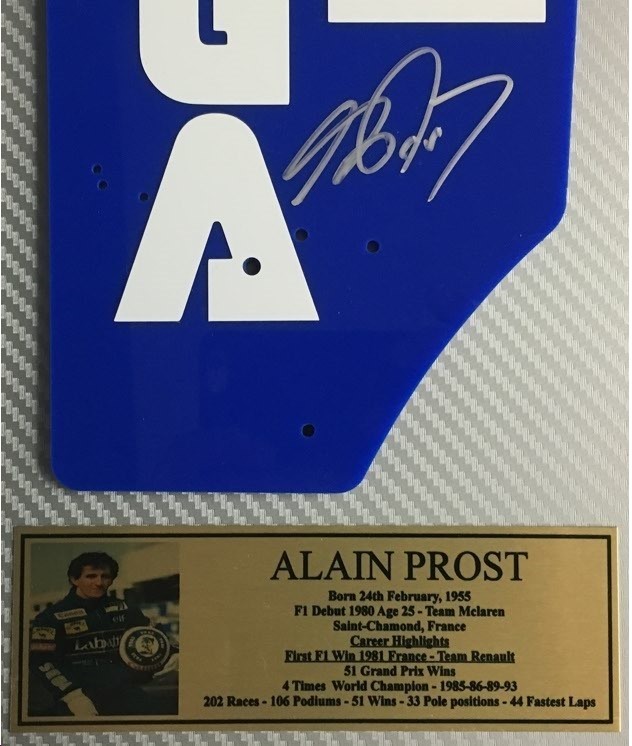 G
A
ALAIN PROST
Born 24th February, 1955
F1 Debut 1980 Age 25 - Team Mclaren
Saint-Chamond, France
Career Highlights
First F1 Win 1981 France - Team Renault
51 Grand Prix Wins
4 Times World Champion - 1985-86-89-93
202 Races - 106 Podiums - 51 Wins - 33 Pole positions - 44 Fastest Laps